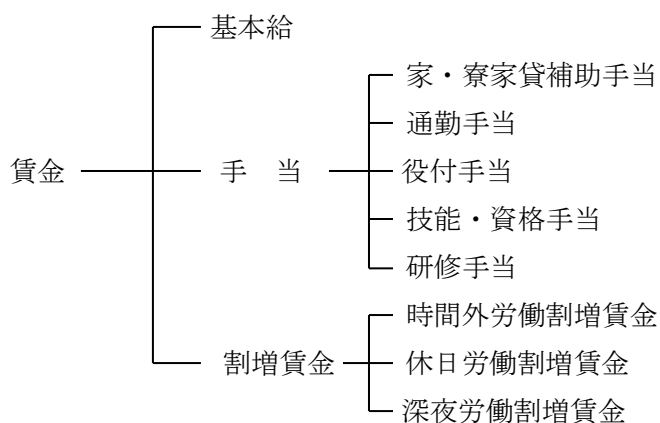 基本給
家・寮家貸補助手当
通勤手当
賃金
手　当
役付手当
技能・資格手当
研修手当
時間外労働割増賃金
割増賃金
休日労働割増賃金
深夜労働割増賃金